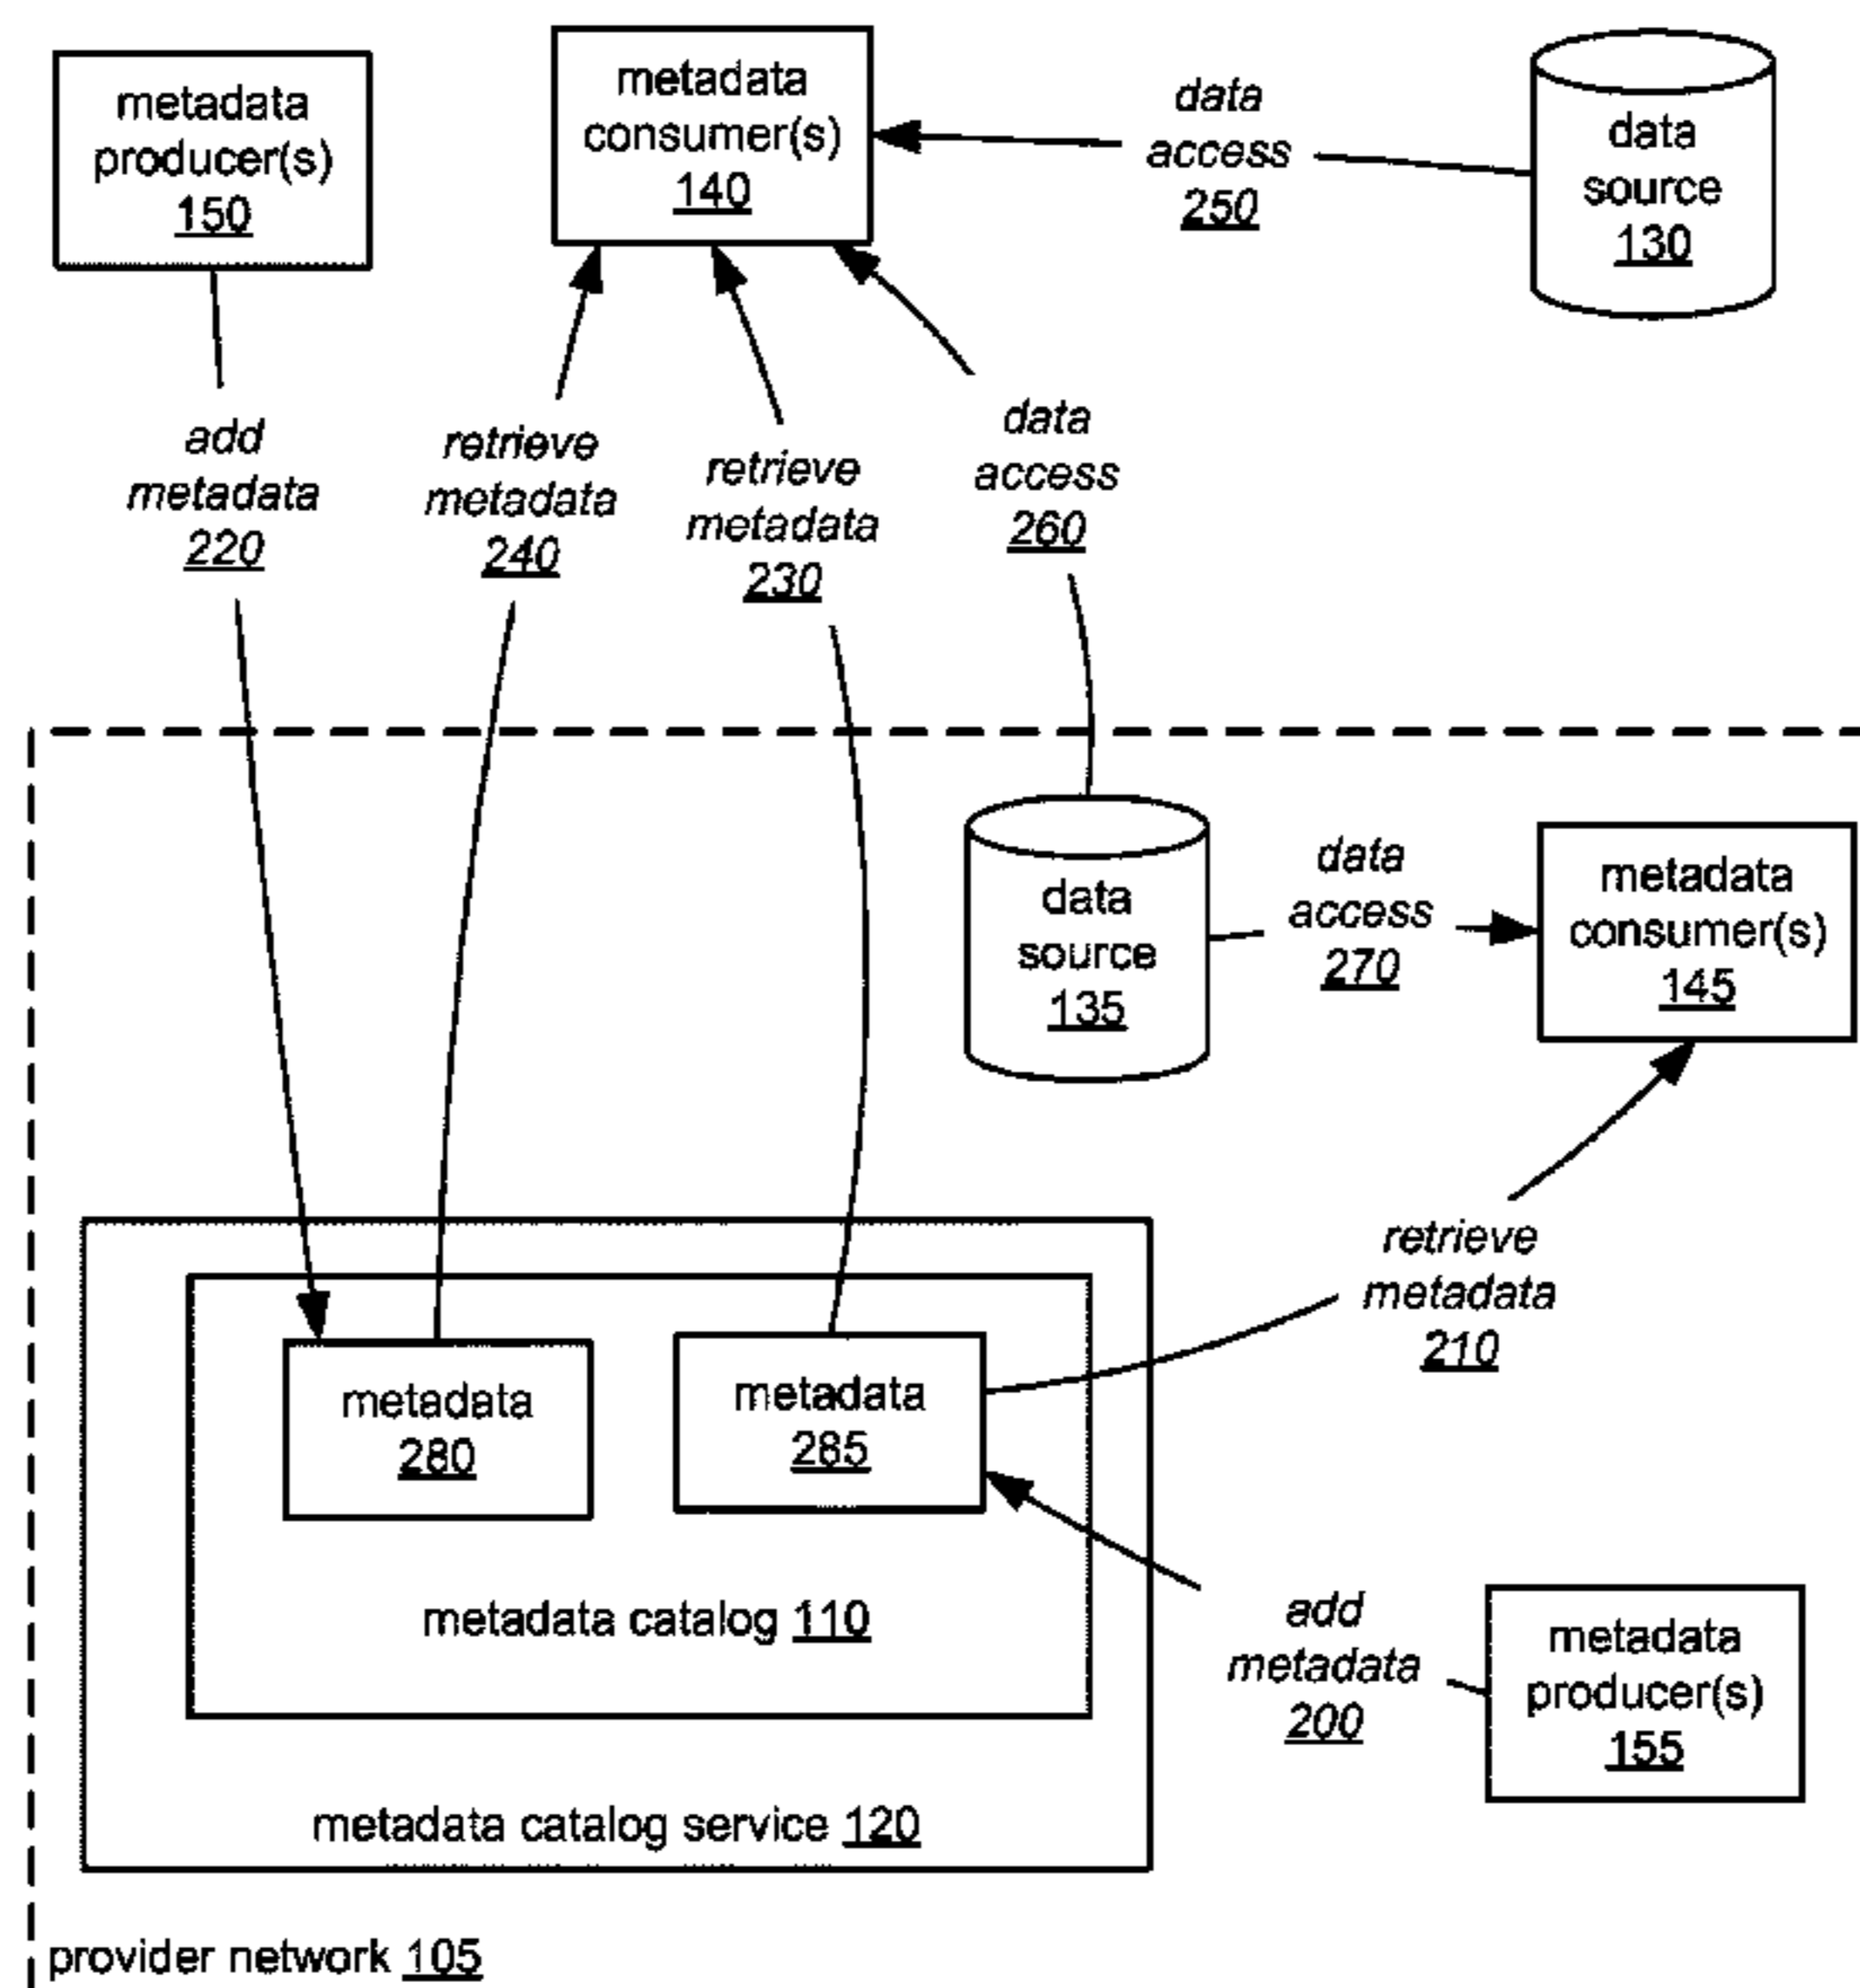 metadata
producer(s)
150
metadata
consumer(s)
140
data
access
250
data
source
130
add
metadata
220
retrieve
metadata
240
retrieve
metadata
230
data
access
260
data
source
135
data
access
270
metadata
consumer(s)
145
retrieve
metadata
210
metadata
280
metadata
285
metadata catalog 110
add
metadata
200
metadata
producer(s)
155
metadata catalog service 120
provider network 105